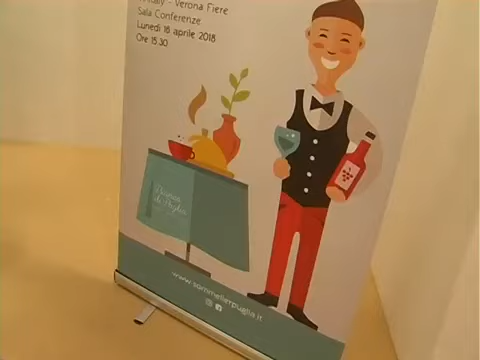 Vinitaly - Verona Fiere
Sala Conferenze
Lunedì 16 aprile 2018
Ore 15:30
www.sommelierpuglia.it